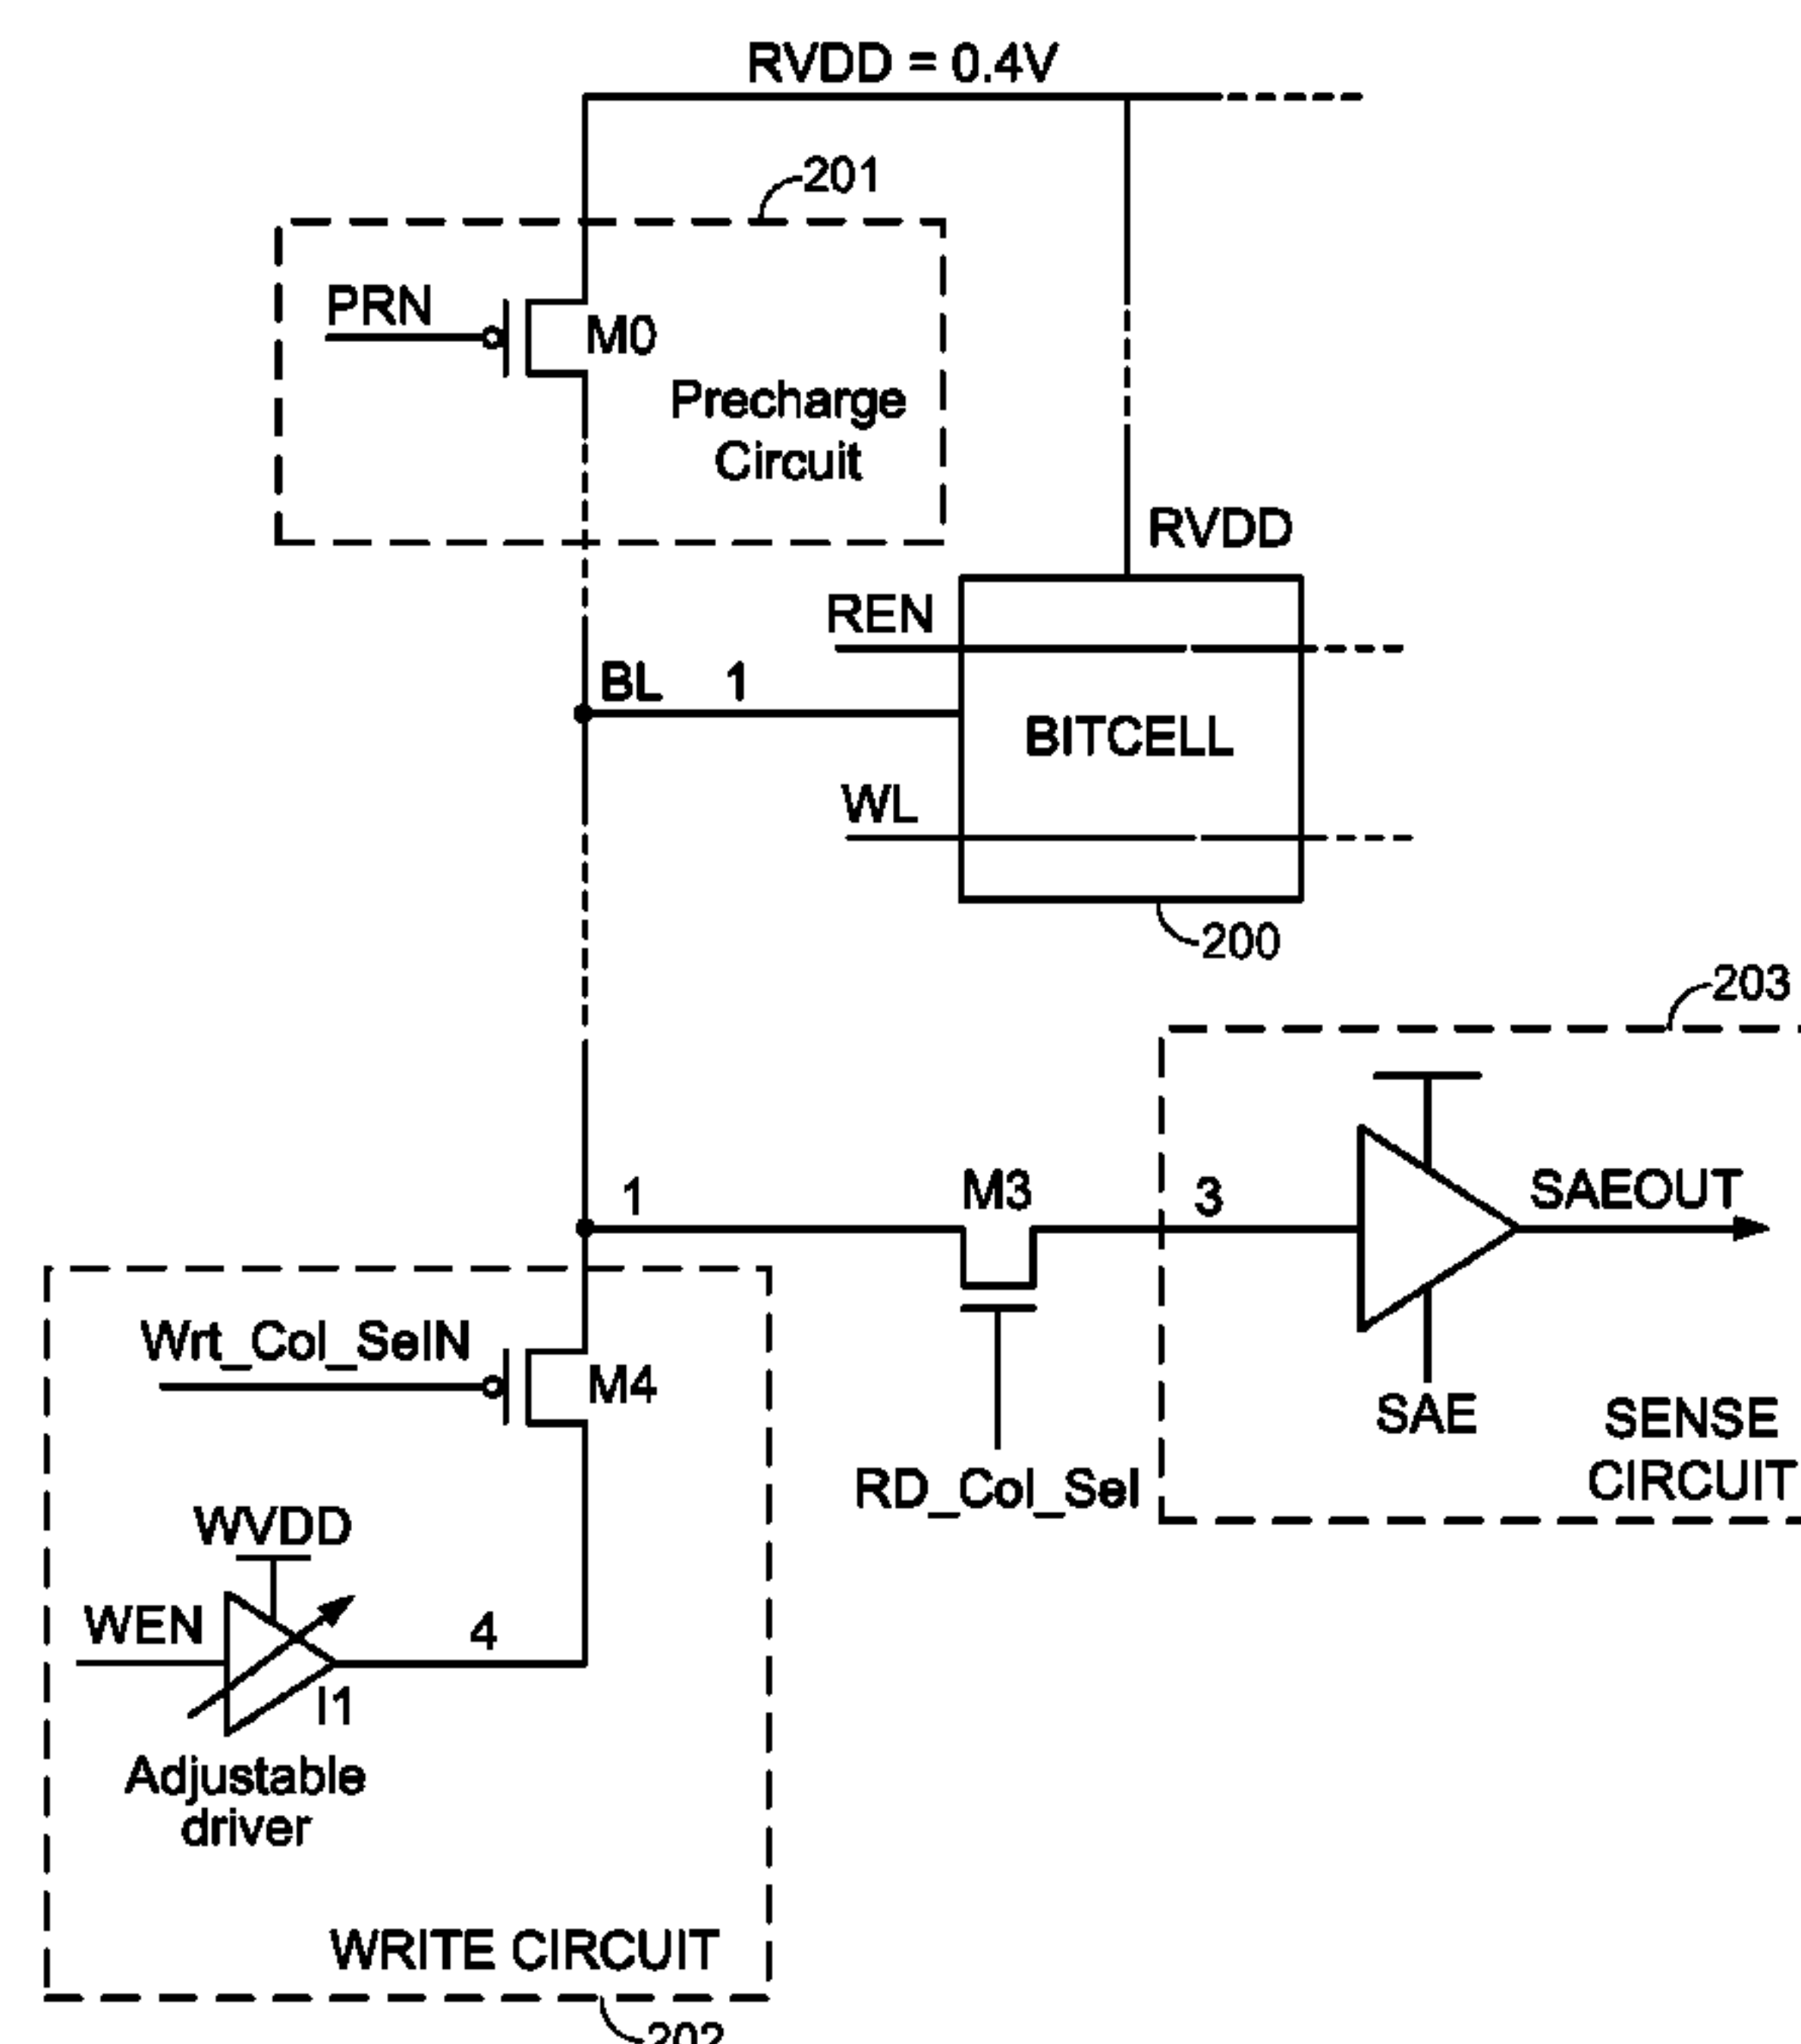 RVDD = 0.4V
201
PRN
M0
Precharge
Circuit
RVDD
REN
BL 1
BITCELL
WL
200
203
1
M3
3
SAEOUT
Wrt_Col_SelN
M4
SAE
SENSE
CIRCUIT
RD_Col_Sel
WVDD
WEN
4
I1
Adjustable
driver
WRITE CIRCUIT
202